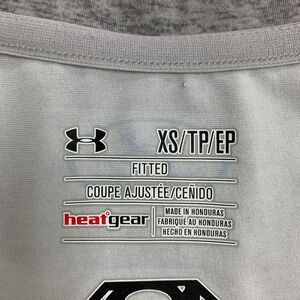 XS/TP/EP
FITTED
COUPE AJUSTÉE/CEÑIDO
heatgear
MADE IN HONDURAS
FABRIQUÉ AU HONDURAS
HECHO EN HONDURAS